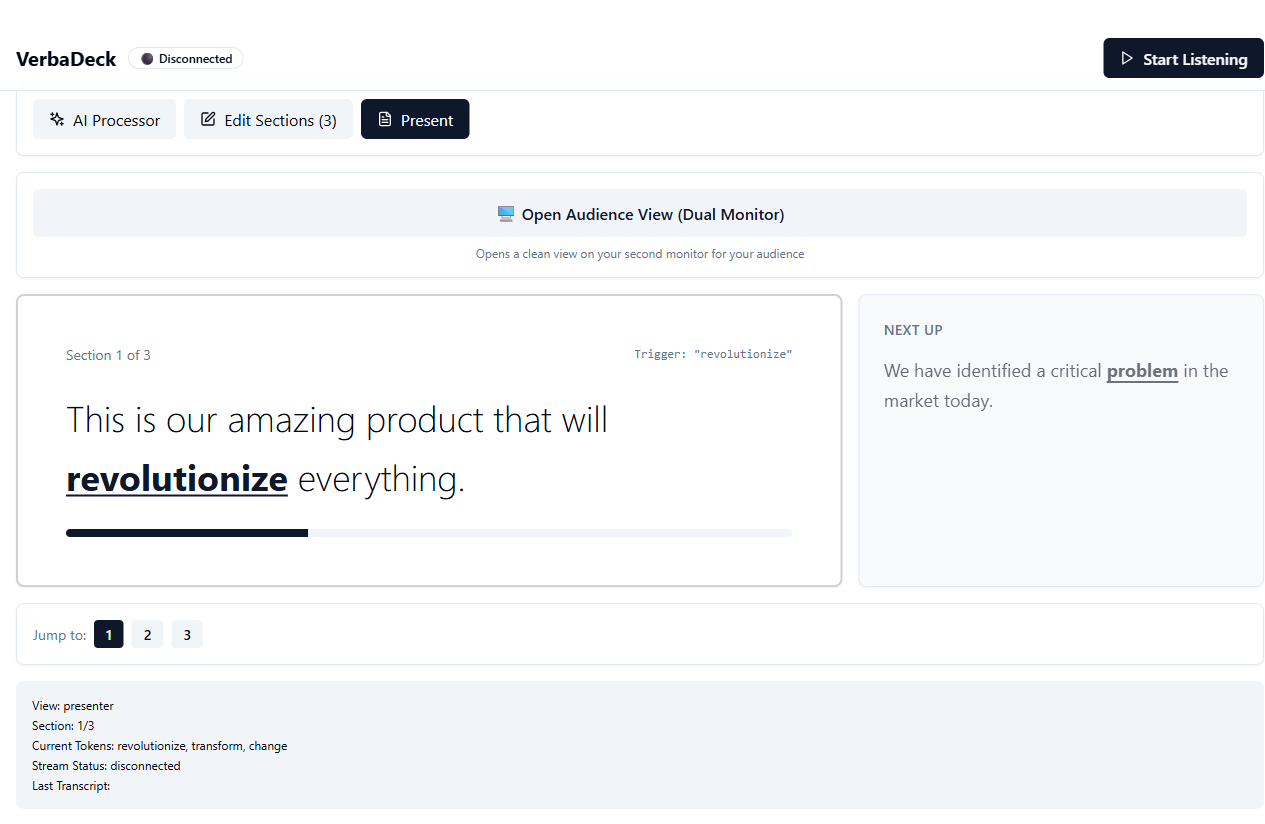 VerbaDeck
Disconnected
Start Listening
AI Processor
Edit Sections (3)
Present
Open Audience View (Dual Monitor)
Opens a clean view on your second monitor for your audience
Section 1 of 3
Trigger: "revolutionize"
This is our amazing product that will
revolutionize everything.
NEXT UP
We have identified a critical problem in the
market today.
Jump to: 1 2 3
View: presenter
Section: 1/3
Current Tokens: revolutionize, transform, change
Stream Status: disconnected
Last Transcript: